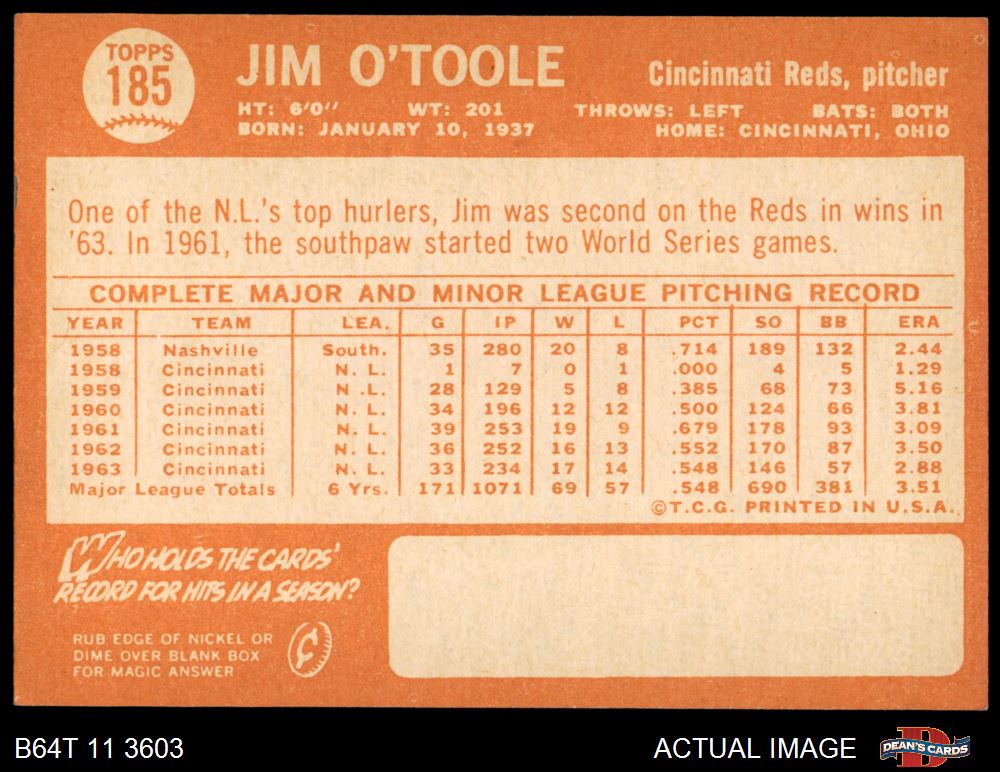 TOPPS
185
JIM O'TOOLE
Cincinnati Reds, pitcher
HT: 6'0" WT: 201 THROWS: LEFT BATS: BOTH
BORN: JANUARY 10, 1937 HOME: CINCINNATI, OHIO
One of the N.L.'s top hurlers, Jim was second on the Reds in wins in
'63. In 1961, the southpaw started two World Series games.
COMPLETE MAJOR AND MINOR LEAGUE PITCHING RECORD
YEAR TEAM LEA. G IP W L PCT SO BB ERA
1958 Nashville South. 35 280 20 8 .714 189 132 2.44
1958 Cincinnati N. L. 1 7 0 1 .000 4 5 1.29
1959 Cincinnati N .L. 28 129 5 8 .385 68 73 5.16
1960 Cincinnati N. L. 34 196 12 12 .500 124 66 3.81
1961 Cincinnati N. L. 39 253 19 9 .679 178 93 3.09
1962 Cincinnati N. L. 36 252 16 13 .552 170 87 3.50
1963 Cincinnati N. L. 33 234 17 14 .548 146 57 2.88
Major League Totals 6 Yrs. 171 1071 69 57 .548 690 381 3.51
©T.C.G. PRINTED IN U.S.A.
WHO HOLDS THE CARDS'
RECORD FOR HITS IN A SEASON?
RUB EDGE OF NICKEL OR
DIME OVER BLANK BOX
FOR MAGIC ANSWER
¢
B64T 11 3603 ACTUAL IMAGE
D
DEAN'S CARDS